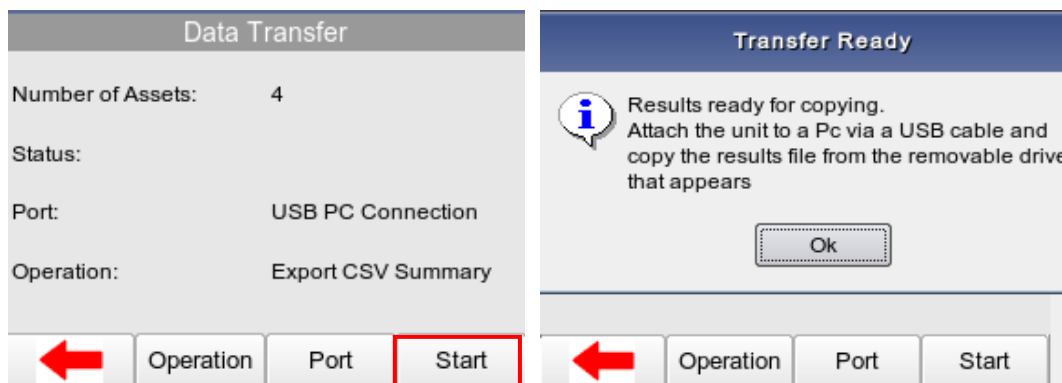 Data Transfer
Number of Assets: 4
Status:
Port: USB PC Connection
Operation: Export CSV Summary
Operation Port Start
Transfer Ready
Results ready for copying.
Attach the unit to a Pc via a USB cable and
copy the results file from the removable drive
that appears
Ok
Operation Port Start